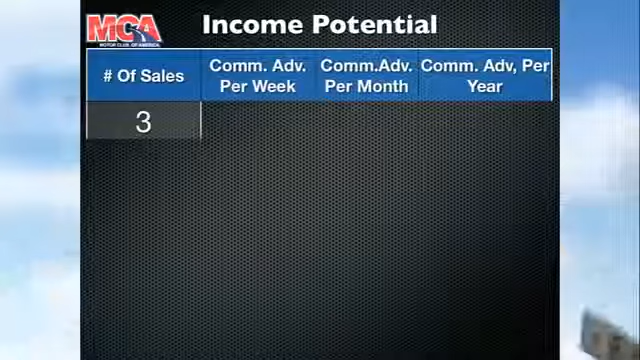 MCA
MOTOR CLUB OF AMERICA
Income Potential
# Of Sales
Comm. Adv. Per Week
Comm.Adv. Per Month
Comm. Adv, Per Year
3